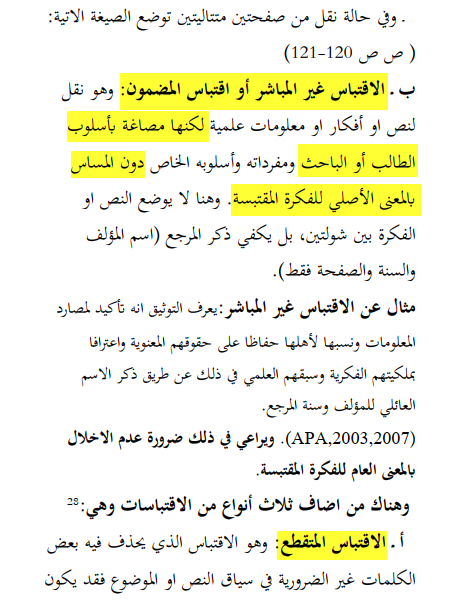 . وفي حالة نقل من صفحتين متتاليتين توضع الصيغة الاتية:
( ص ص 120-121)
ب . الاقتباس غير المباشر أو اقتباس المضمون: وهو نقل
لنص او أفكار او معلومات علمية لكنها مصاغة بأسلوب
الطالب أو الباحث ومفرداته وأسلوبه الخاص دون المساس
بالمعنى الأصلي للفكرة المقتبسة. وهنا لا يوضع النص او
الفكرة بين شولتين، بل يكفي ذكر المرجع (اسم المؤلف
والسنة والصفحة فقط).
مثال عن الاقتباس غير المباشر:يعرف التوثيق انه تأكيد لمصارد
المعلومات ونسبها لأهلها حفاظا على حقوقهم المعنوية واعترافا
بملكيتهم الفكرية وسبقهم العلمي في ذلك عن طريق ذكر الاسم
العائلي للمؤلف وسنة المرجع.
(APA,2003,2007). ويراعي في ذلك ضرورة عدم الاخلال
بالمعنى العام للفكرة المقتبسة.
وهناك من اضاف ثلاث أنواع من الاقتباسات وهي:28
أ . الاقتباس المتقطع: وهو الاقتباس الذي يحذف فيه بعض
الكلمات غير الضرورية في سياق النص او الموضوع فقد يكون